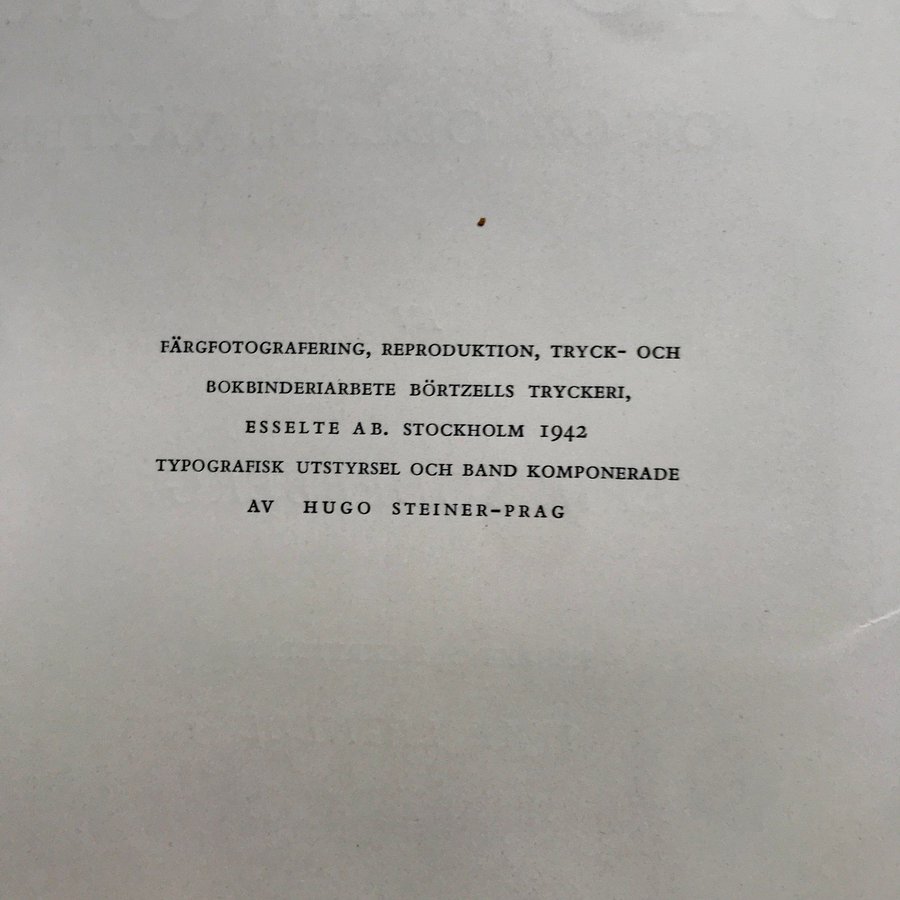 FÄRGFOTOGRAFERING, REPRODUKTION, TRYCK- OCH
BOKBINDERIARBETE BÖRTZELLS TRYCKERI,
ESSELTE AB. STOCKHOLM 1942
TYPOGRAFISK UTSTYRSEL OCH BAND KOMPONERADE
AV HUGO STEINER-PRAG